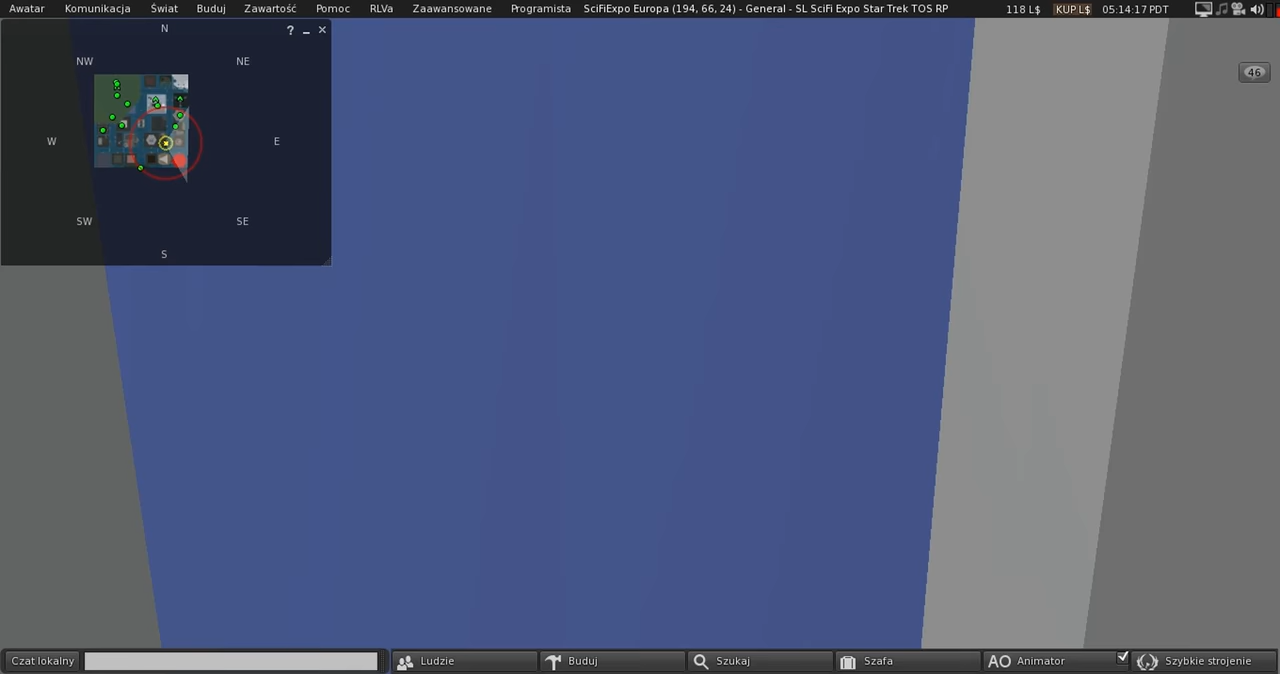 Awatar Komunikacja Świat Buduj Zawartość Pomoc RLVa Zaawansowane Programista SciFiExpo Europa (194, 66, 24) - General - SL SciFi Expo Star Trek TOS RP 118 L$ KUP L$ 05:14:17 PDT
N ? _ ×
NW NE
46
W E
SW SE
S
Czat lokalny Ludzie Buduj Szukaj Szafa AO Animator Szybkie strojenie